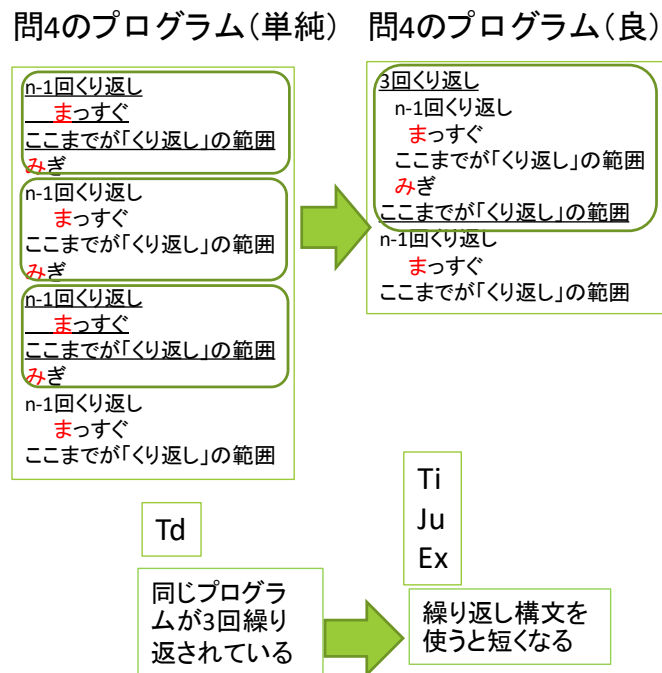 問4のプログラム(単純)
n-1回くり返し
まっすぐ
ここまでが「くり返し」の範囲
みぎ
n-1回くり返し
まっすぐ
ここまでが「くり返し」の範囲
みぎ
n-1回くり返し
まっすぐ
ここまでが「くり返し」の範囲
みぎ
n-1回くり返し
まっすぐ
ここまでが「くり返し」の範囲
問4のプログラム(良)
3回くり返し
n-1回くり返し
まっすぐ
ここまでが「くり返し」の範囲
みぎ
ここまでが「くり返し」の範囲
n-1回くり返し
まっすぐ
ここまでが「くり返し」の範囲
Td
同じプログラ
ムが3回繰り
返されている
Ti
Ju
Ex
繰り返し構文を
使うと短くなる